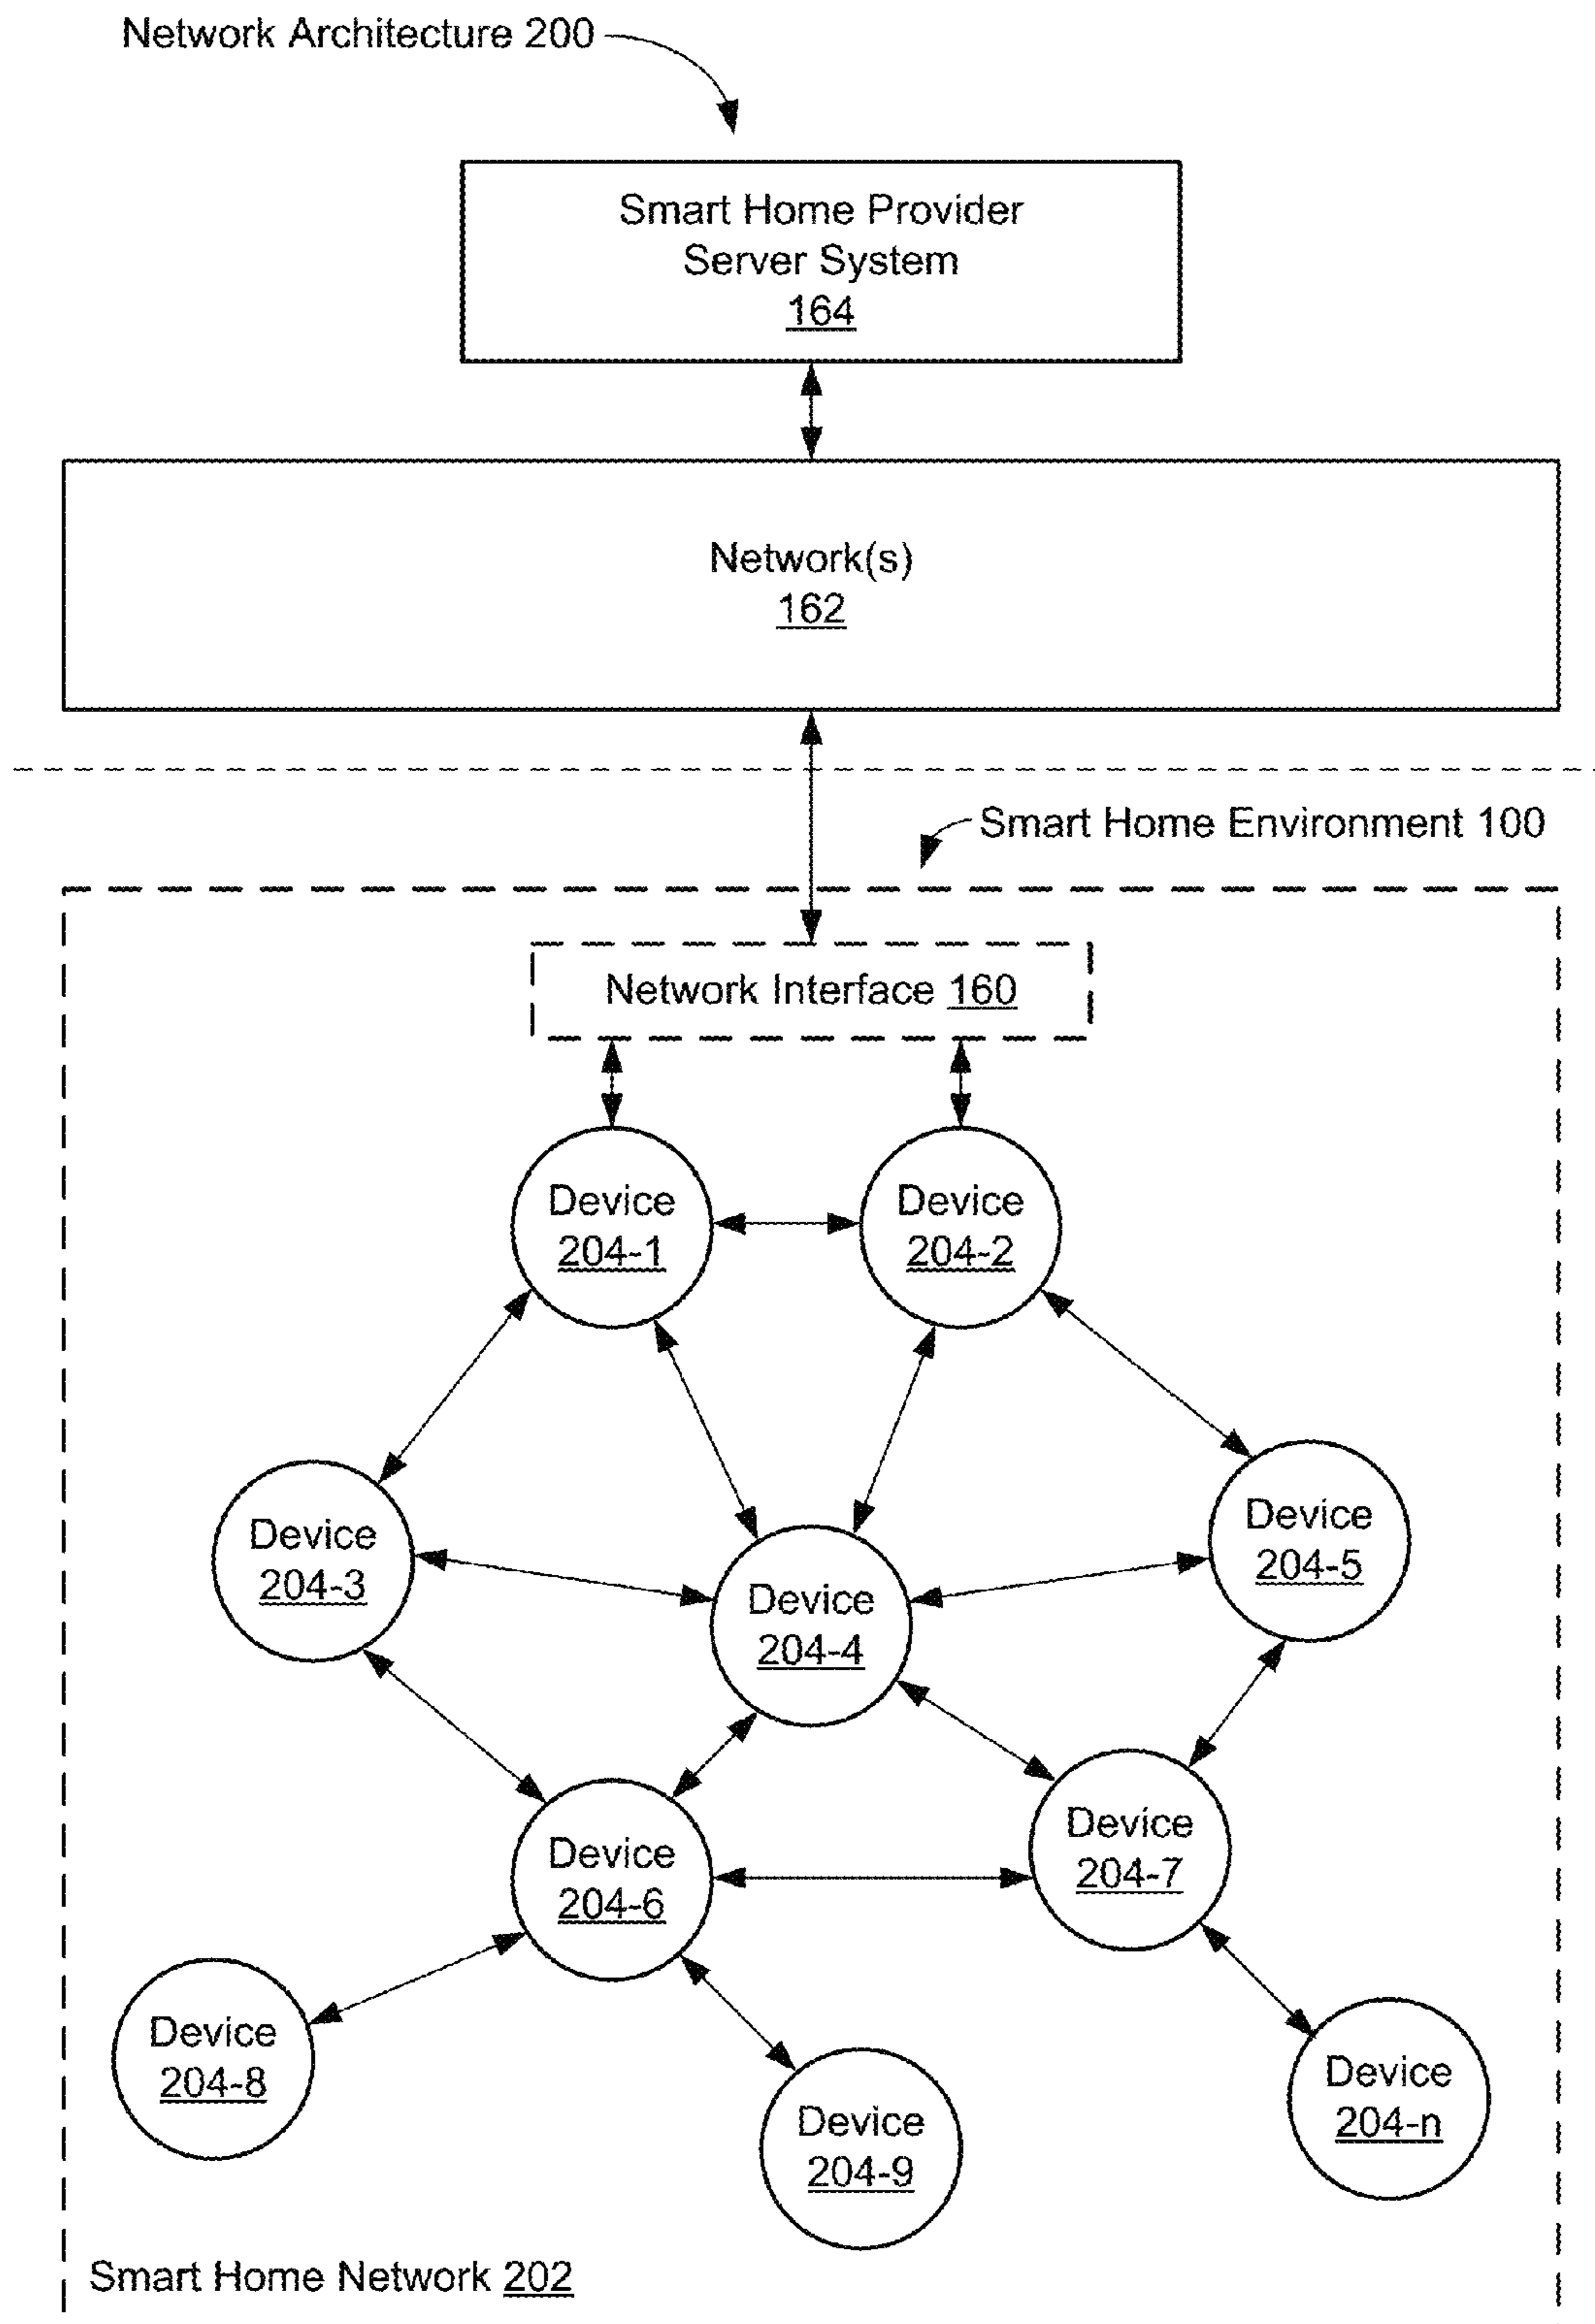 Network Architecture 200
Smart Home Provider
Server System
164
Network(s)
162
Smart Home Environment 100
Network Interface 160
Device
204-1
Device
204-2
Device
204-3
Device
204-4
Device
204-5
Device
204-6
Device
204-7
Device
204-8
Device
204-9
Device
204-n
Smart Home Network 202